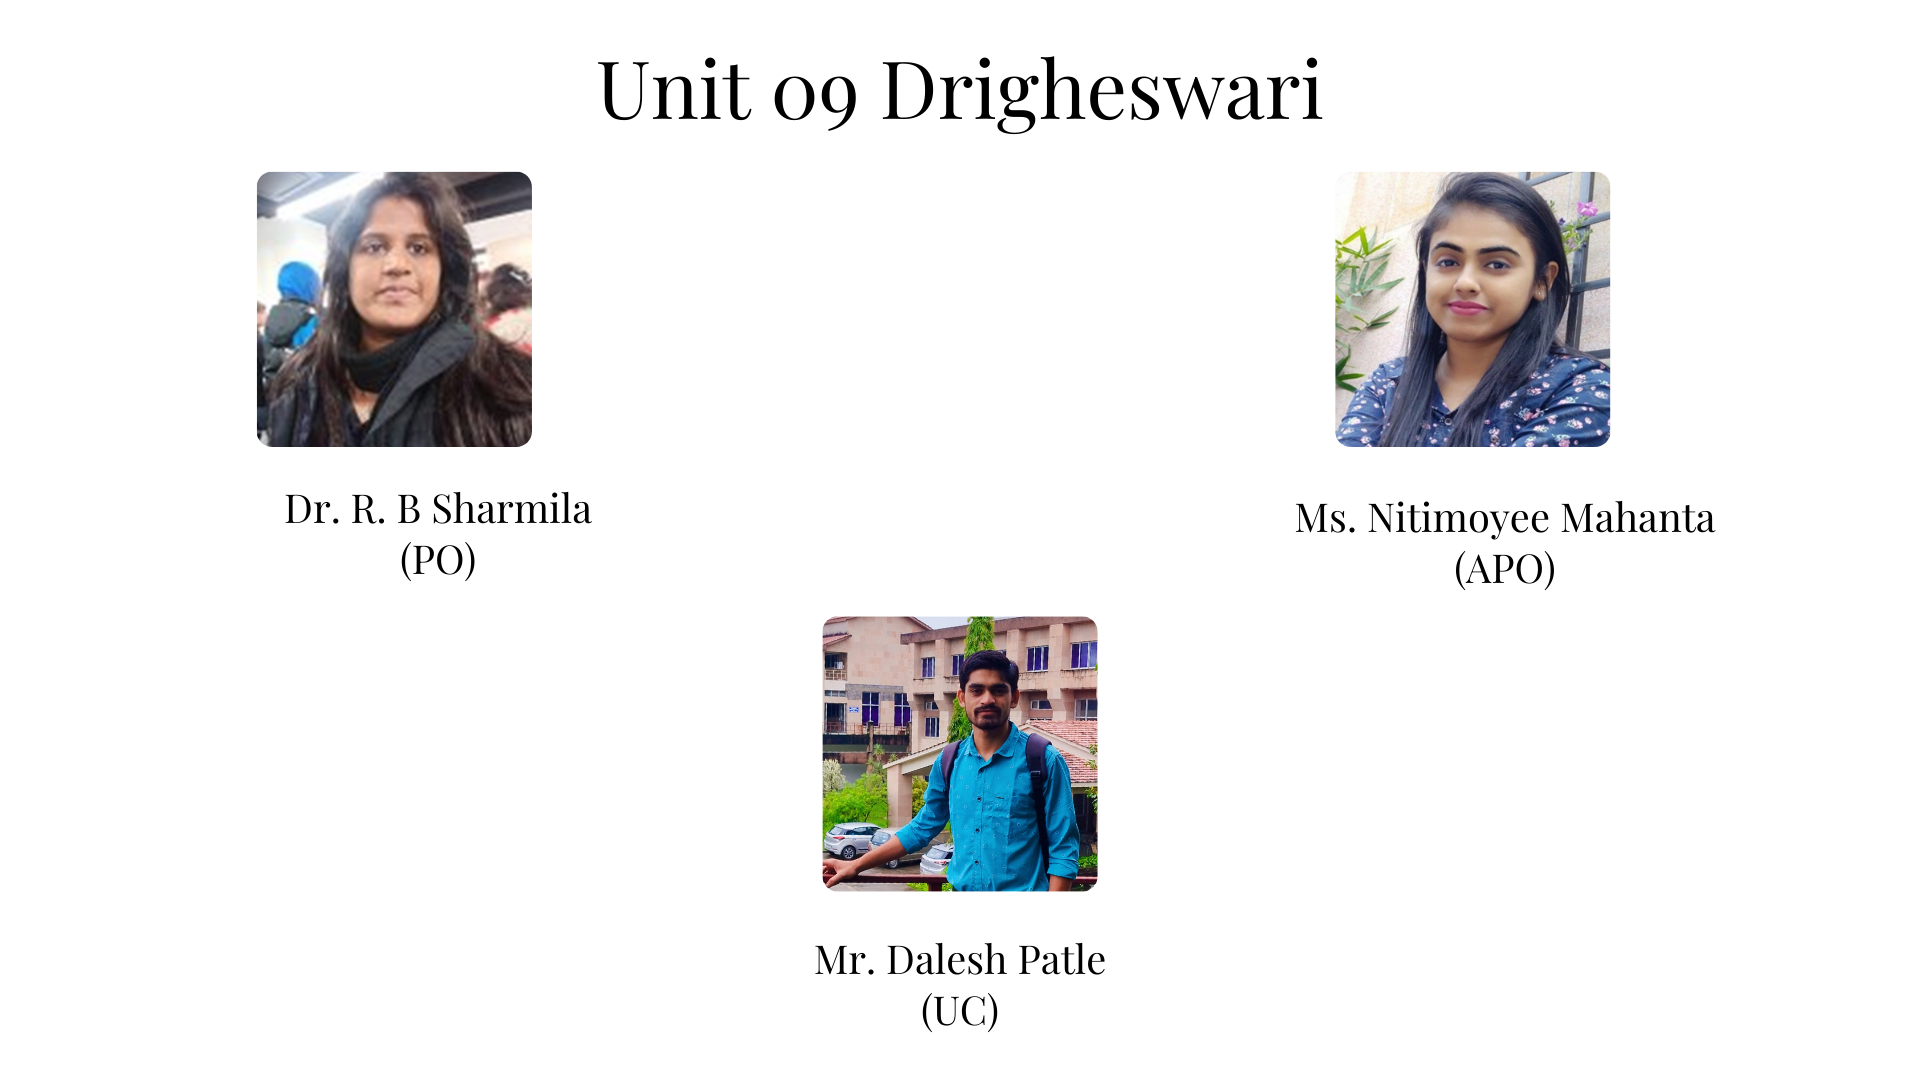 Unit 09 Drigheswari
Dr. R. B Sharmila
(PO)
Ms. Nitimoyee Mahanta
(APO)
Mr. Dalesh Patle
(UC)